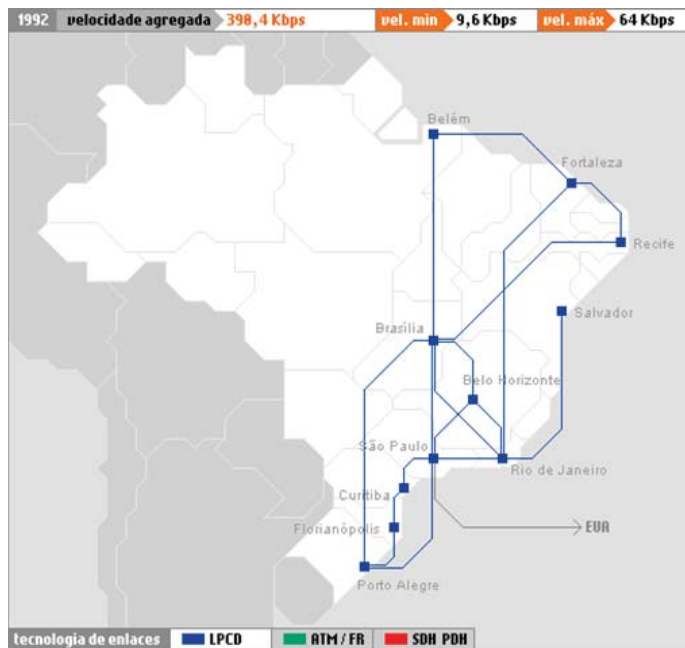 1992 velocidade agregada 398,4 Kbps vel. min 9,6 Kbps vel. máx 64 Kbps
Belém
Fortaleza
Recife
Salvador
Brasília
Belo Horizonte
São Paulo
Rio de Janeiro
Curitiba
Florianópolis
EUA
Porto Alegre
tecnologia de enlaces LPCD ATM / FR SDH PDH